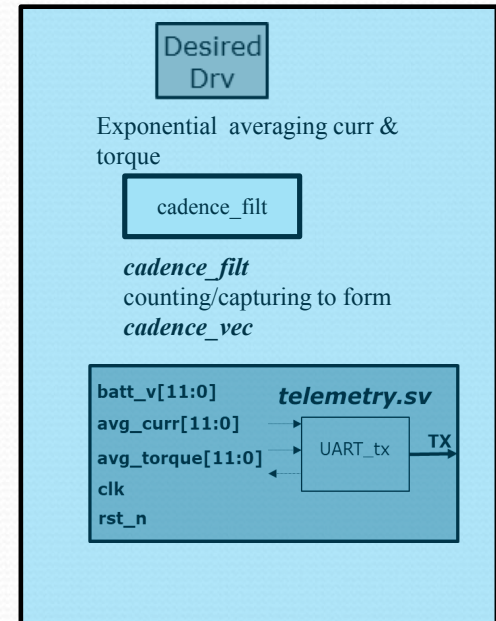 Desired
Drv
Exponential averaging curr &
torque
cadence_filt
cadence_filt
counting/capturing to form
cadence_vec
batt_v[11:0]
telemetry.sv
avg_curr[11:0]
avg_torque[11:0]
UART_tx
TX
clk
rst_n